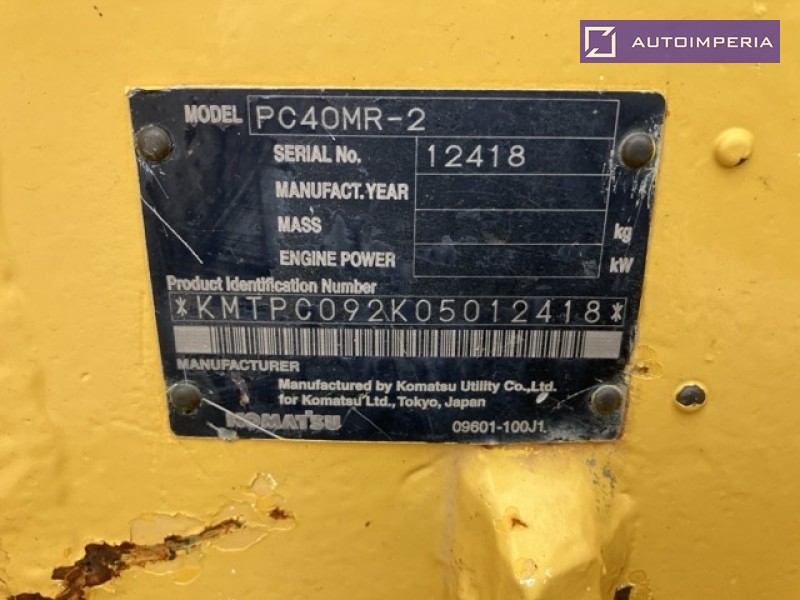 AUTOIMPERIA
MODEL PC40MR-2
SERIAL No. 12418
MANUFACT.YEAR
MASS kg
ENGINE POWER kW
Product Identification Number
*KMTPC092K05012418*
MANUFACTURER
Manufactured by Komatsu Utility Co.,Ltd.
for Komatsu Ltd., Tokyo, Japan
KOMATSU 09601-100J1